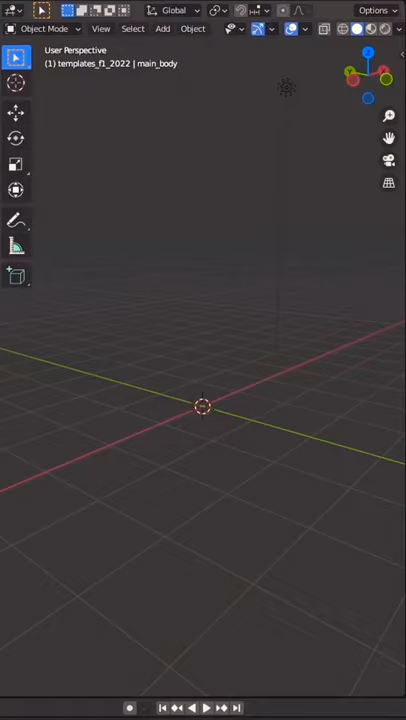 Global
Options
Object Mode
View
Select
Add
Object
User Perspective
(1) templates_f1_2022 | main_body
Z
Y
X